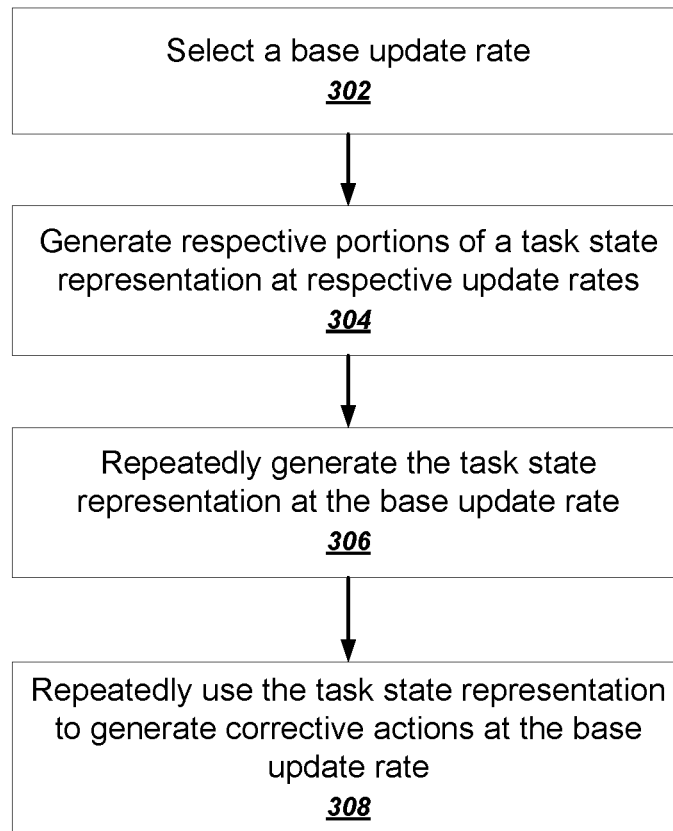 Select a base update rate
302
Generate respective portions of a task state
representation at respective update rates
304
Repeatedly generate the task state
representation at the base update rate
306
Repeatedly use the task state representation
to generate corrective actions at the base
update rate
308